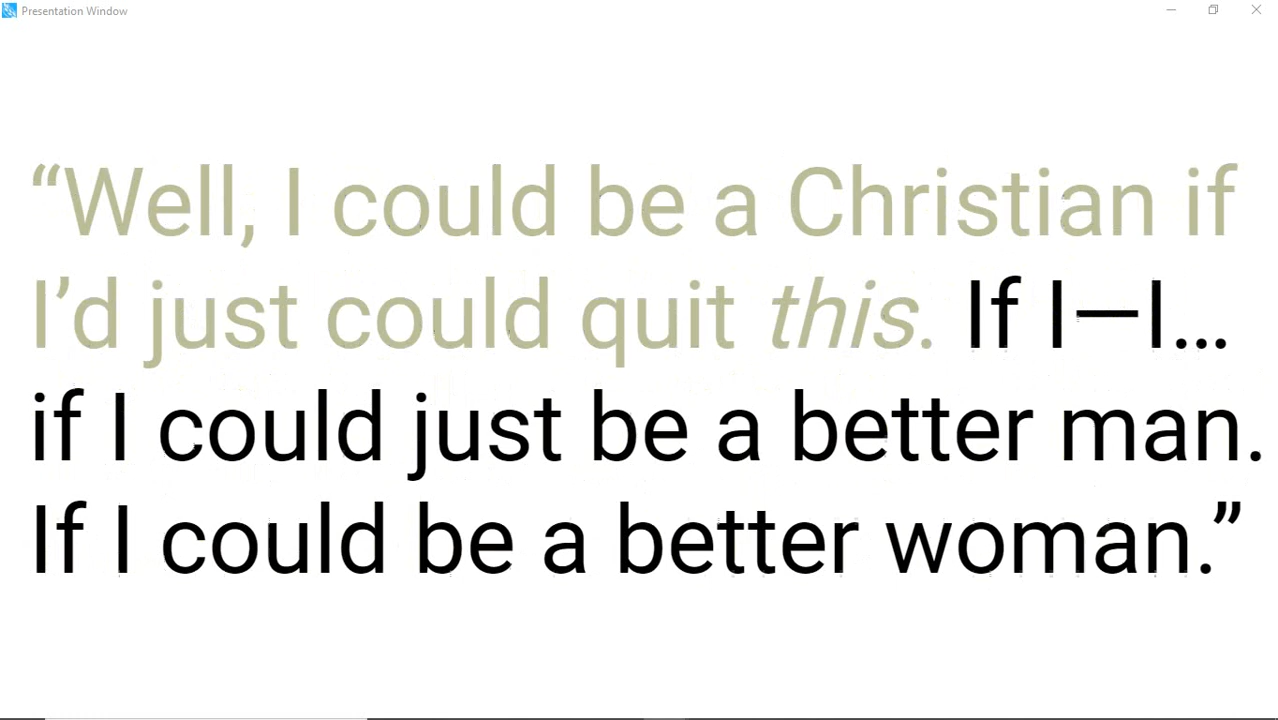 Presentation Window
“Well, I could be a Christian if
I’d just could quit this. If I—I...
if I could just be a better man.
If I could be a better woman.”